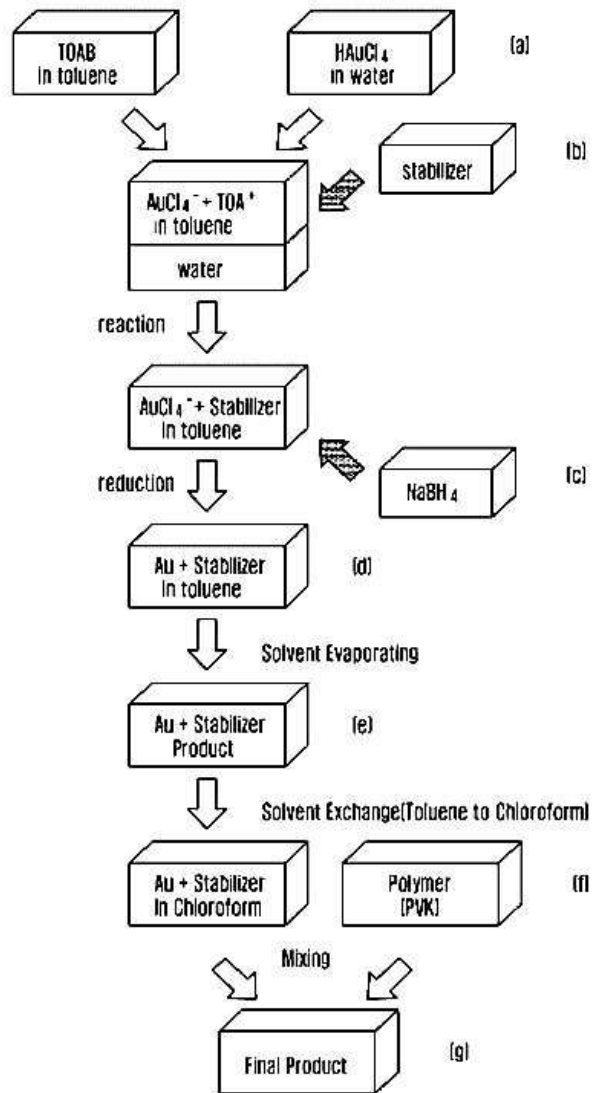 TOAB
in toluene
HAuCl4
in water
(a)
(b)
stabilizer
AuCl4⁻ + TOA⁺
in toluene
water
reaction
AuCl4⁻ + Stabilizer
in toluene
reduction
NaBH4
(c)
Au + Stabilizer
in toluene
(d)
Solvent Evaporating
Au + Stabilizer
Product
(e)
Solvent Exchange(Toluene to Chloroform)
Au + Stabilizer
in Chloroform
Polymer
(PVK)
(f)
Mixing
Final Product
(g)